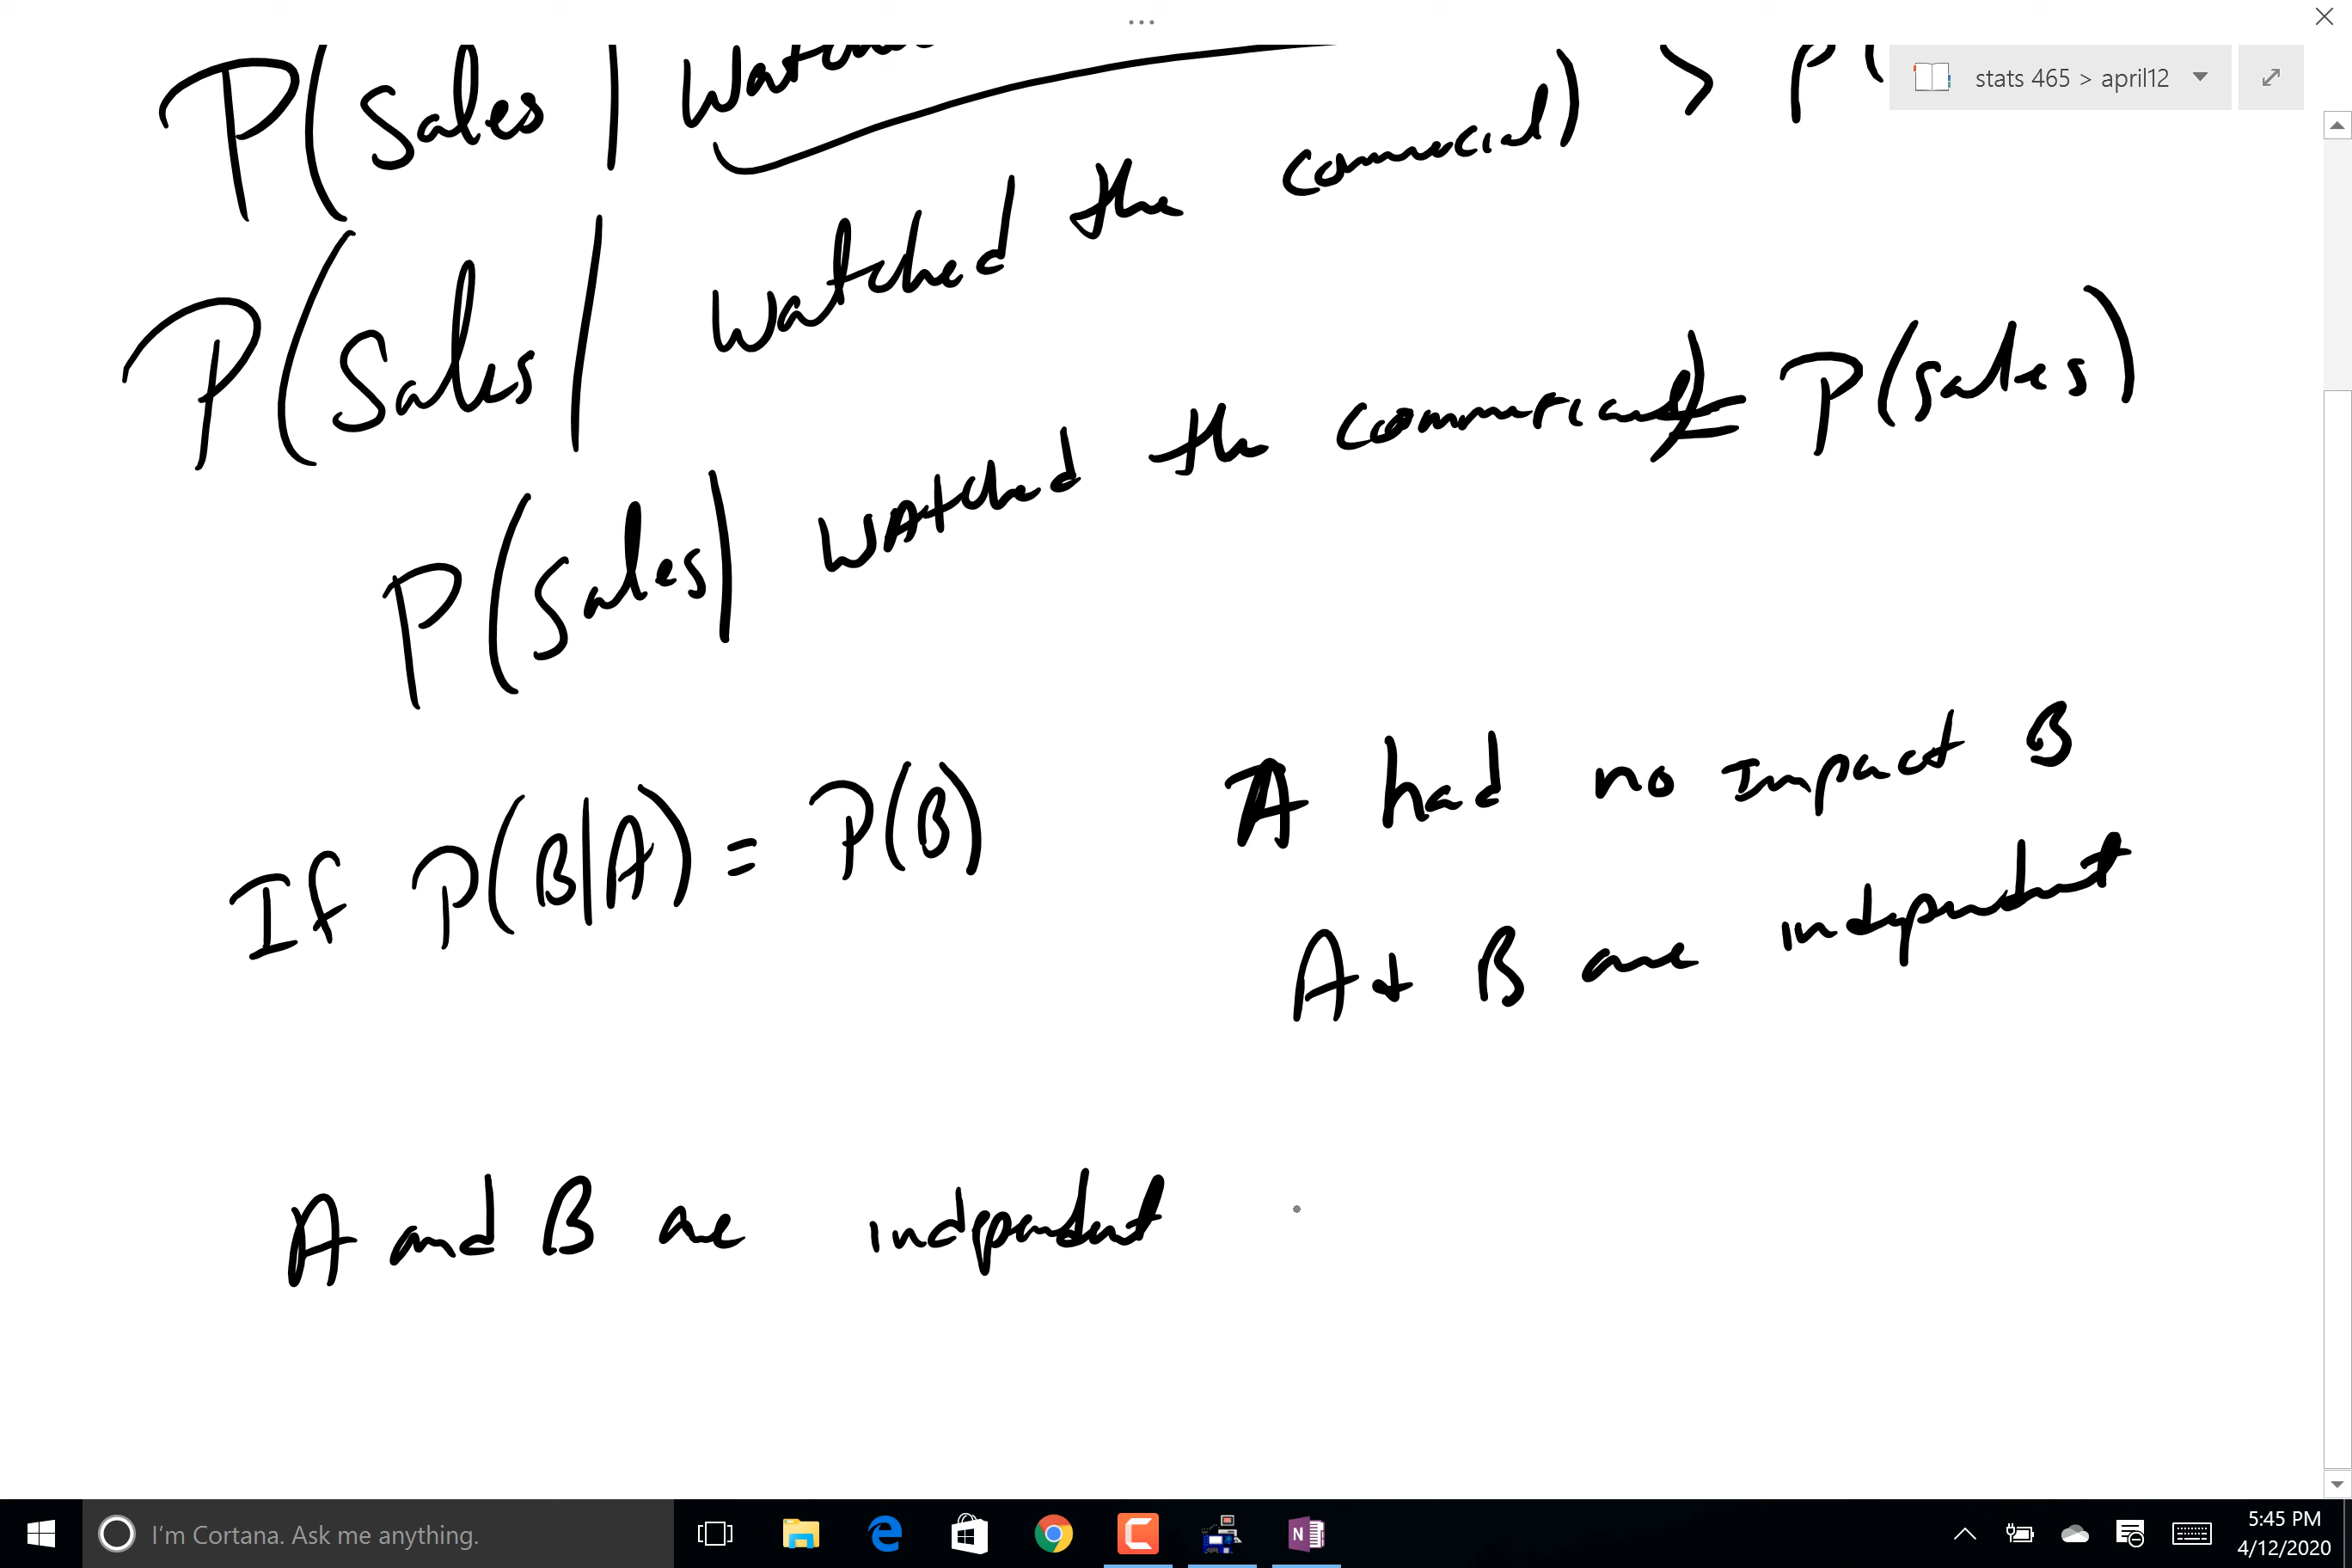 ...
P(Sales | Watch > P(
stats 465 > april12
P(Sales | watched the commercial)
P(Sales | watched the commercial) ≠ P(sales)
If P(B|A) = P(B)
A had no impact B
A + B are independent
A and B are independent
I'm Cortana. Ask me anything.
5:45 PM
4/12/2020